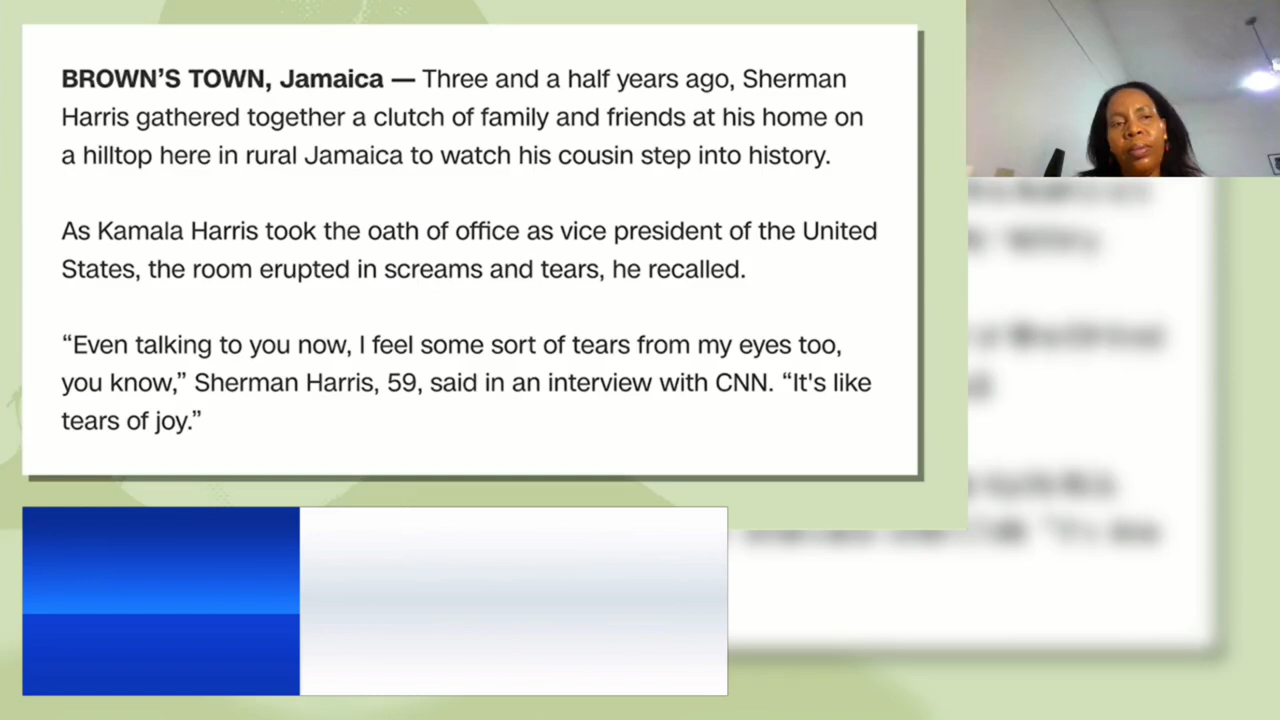 BROWN’S TOWN, Jamaica — Three and a half years ago, Sherman
Harris gathered together a clutch of family and friends at his home on
a hilltop here in rural Jamaica to watch his cousin step into history.
As Kamala Harris took the oath of office as vice president of the United
States, the room erupted in screams and tears, he recalled.
“Even talking to you now, I feel some sort of tears from my eyes too,
you know,” Sherman Harris, 59, said in an interview with CNN. “It's like
tears of joy.”